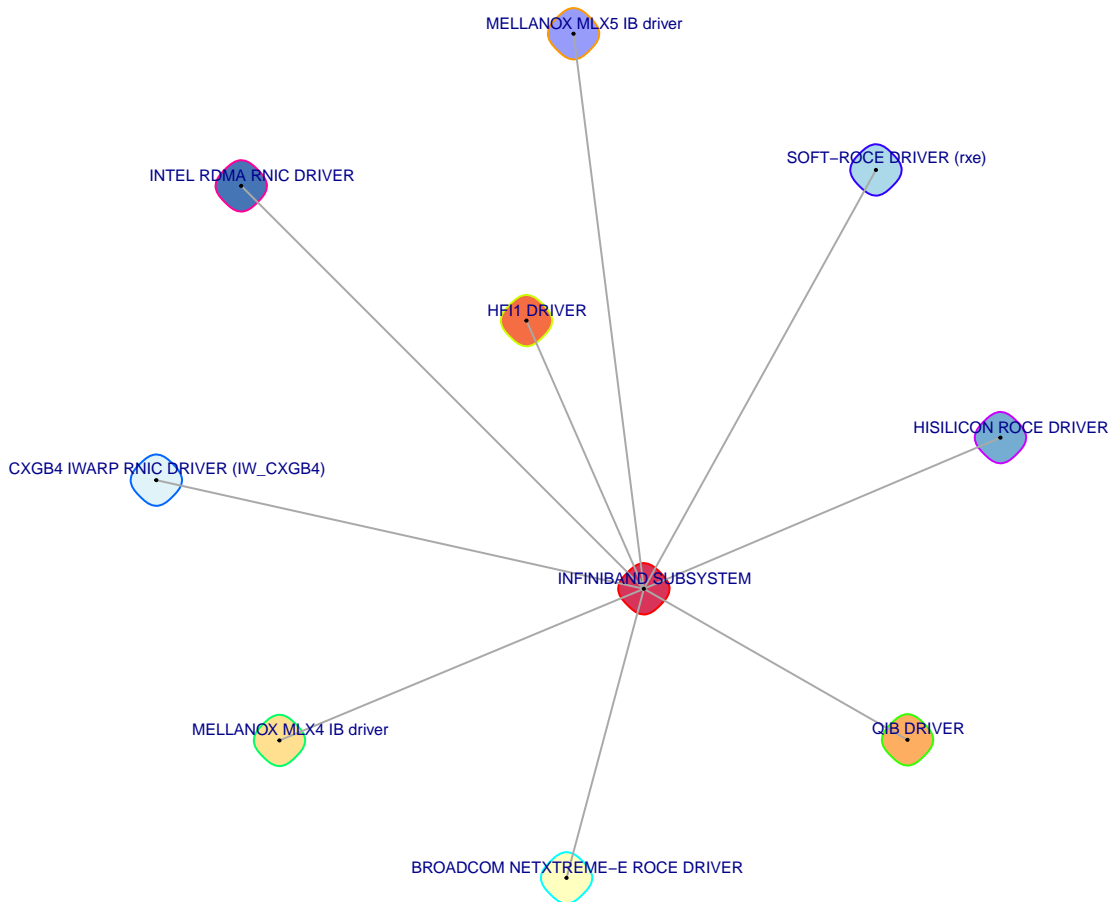 MELLANOX MLX5 IB driver
SOFT−ROCE DRIVER (rxe)
INTEL RDMA RNIC DRIVER
HFI1 DRIVER
HISILICON ROCE DRIVER
CXGB4 IWARP RNIC DRIVER (IW_CXGB4)
INFINIBAND SUBSYSTEM
MELLANOX MLX4 IB driver
QIB DRIVER
BROADCOM NETXTREME−E ROCE DRIVER